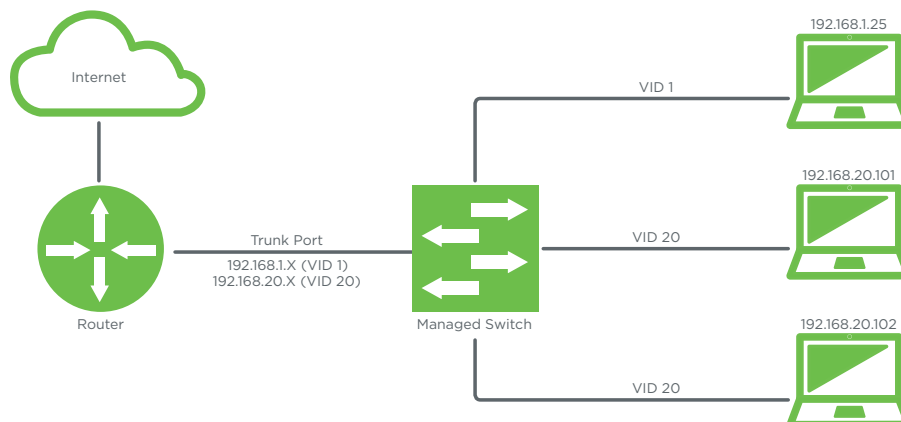 192.168.1.25
Internet
VID 1
192.168.20.101
Trunk Port
VID 20
192.168.1.X (VID 1)
192.168.20.X (VID 20)
Router
Managed Switch
192.168.20.102
VID 20